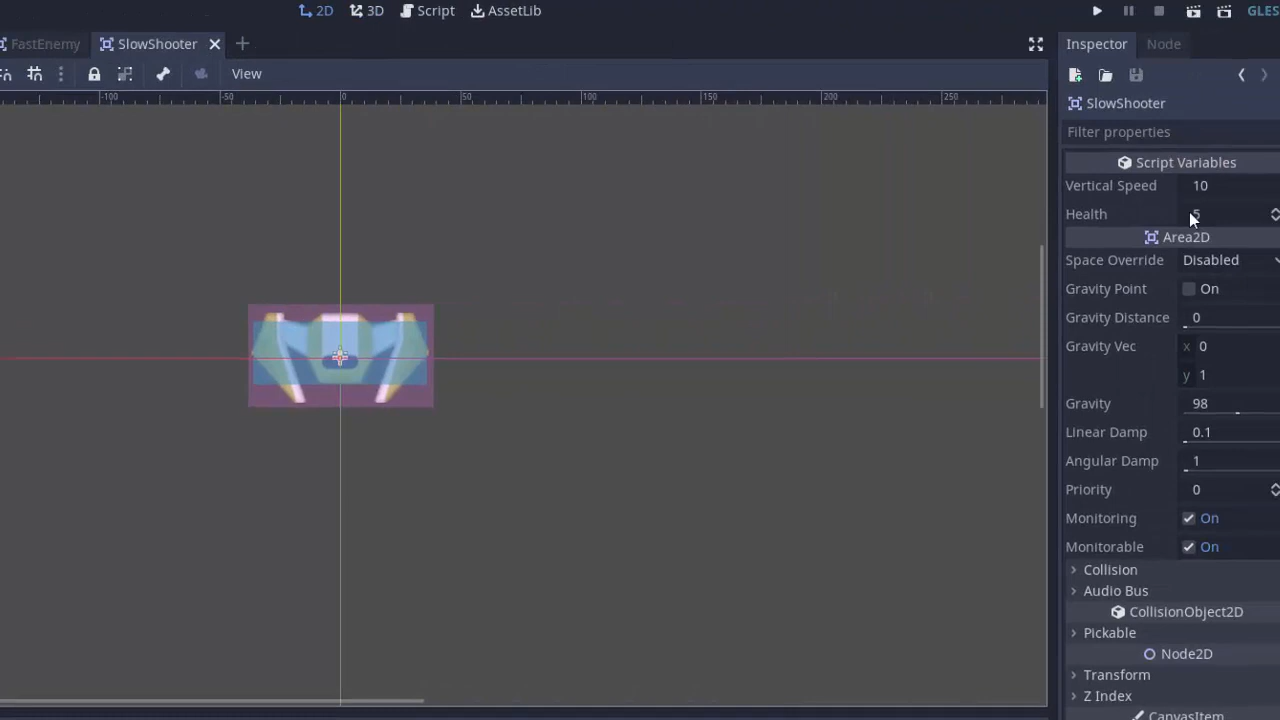 2D 3D Script AssetLib GLES
FastEnemy SlowShooter
Inspector Node
View
-100 -50 0 50 100 150 200 250
SlowShooter
Filter properties
Script Variables
Vertical Speed 10
Health 5
Area2D
Space Override Disabled
Gravity Point On
Gravity Distance 0
Gravity Vec x 0
y 1
Gravity 98
Linear Damp 0.1
Angular Damp 1
Priority 0
Monitoring On
Monitorable On
Collision
Audio Bus
CollisionObject2D
Pickable
Node2D
Transform
Z Index
CanvasItem